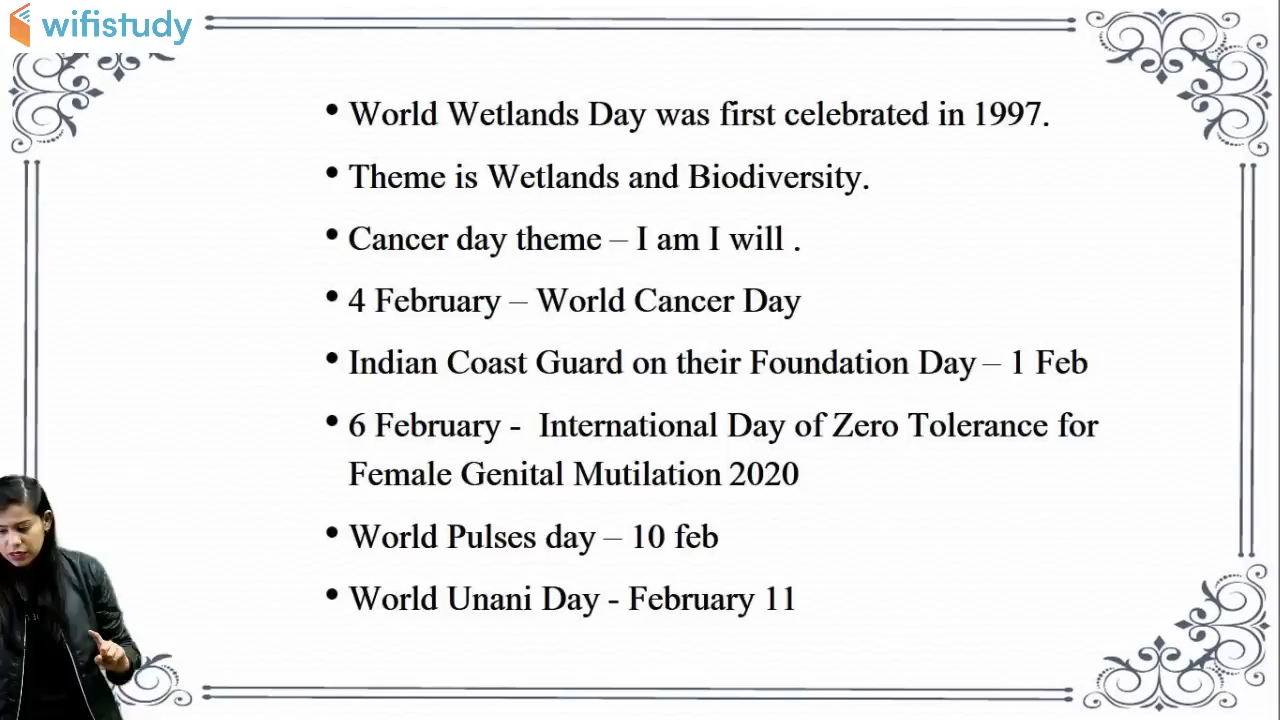 wifistudy
• World Wetlands Day was first celebrated in 1997.
• Theme is Wetlands and Biodiversity.
• Cancer day theme – I am I will .
• 4 February – World Cancer Day
• Indian Coast Guard on their Foundation Day – 1 Feb
• 6 February - International Day of Zero Tolerance for
Female Genital Mutilation 2020
• World Pulses day – 10 feb
• World Unani Day - February 11